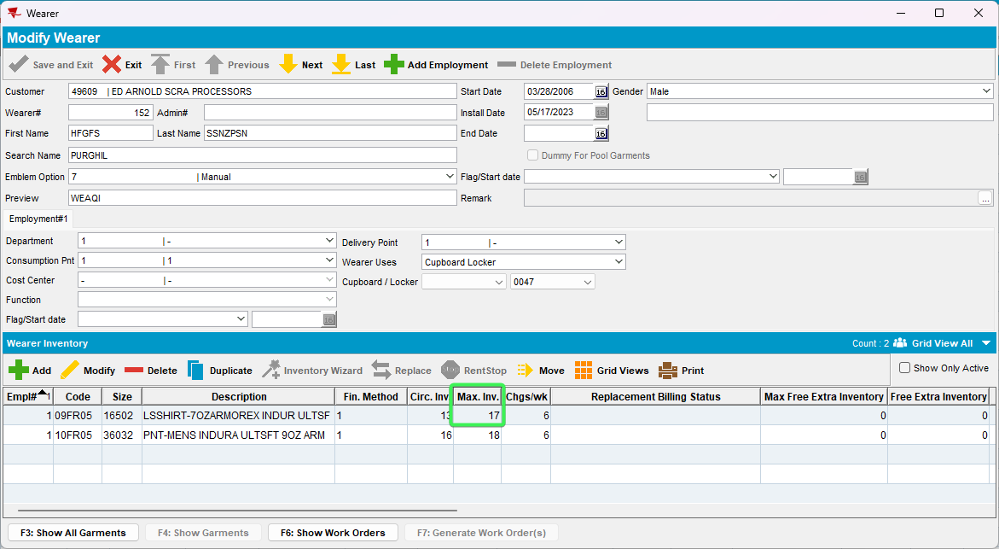 Wearer
Modify Wearer
Save and Exit Exit First Previous Next Last Add Employment Delete Employment
Customer 49609 | ED ARNOLD SCRA PROCESSORS Start Date 03/28/2006 16 Gender Male
Wearer# 152 Admin# Install Date 05/17/2023 16
First Name HFGFS Last Name SSNZPSN End Date 16
Search Name PURGHIL Dummy For Pool Garments
Emblem Option 7 | Manual Flag/Start date 16
Preview WEAQI Remark ...
Employment#1
Department 1 | - Delivery Point 1 | -
Consumption Pnt 1 | 1 Wearer Uses Cupboard Locker
Cost Center - | - Cupboard / Locker 0047
Function
Flag/Start date 16
Wearer Inventory Count : 2 Grid View All
Add Modify Delete Duplicate Inventory Wizard Replace STOP RentStop Move Grid Views Print Show Only Active
Empl# 1 Code Size Description Fin. Method Circ. Inv. Max. Inv. Chgs/wk Replacement Billing Status Max Free Extra Inventory Free Extra Inventory
1 09FR05 16502 LSSHIRT-7OZARMOREX INDUR ULTSF 1 13 17 6 0 0
1 10FR05 36032 PNT-MENS INDURA ULTSFT 9OZ ARM 1 16 18 6 0 0
F3: Show All Garments F4: Show Garments F6: Show Work Orders F7: Generate Work Order(s)